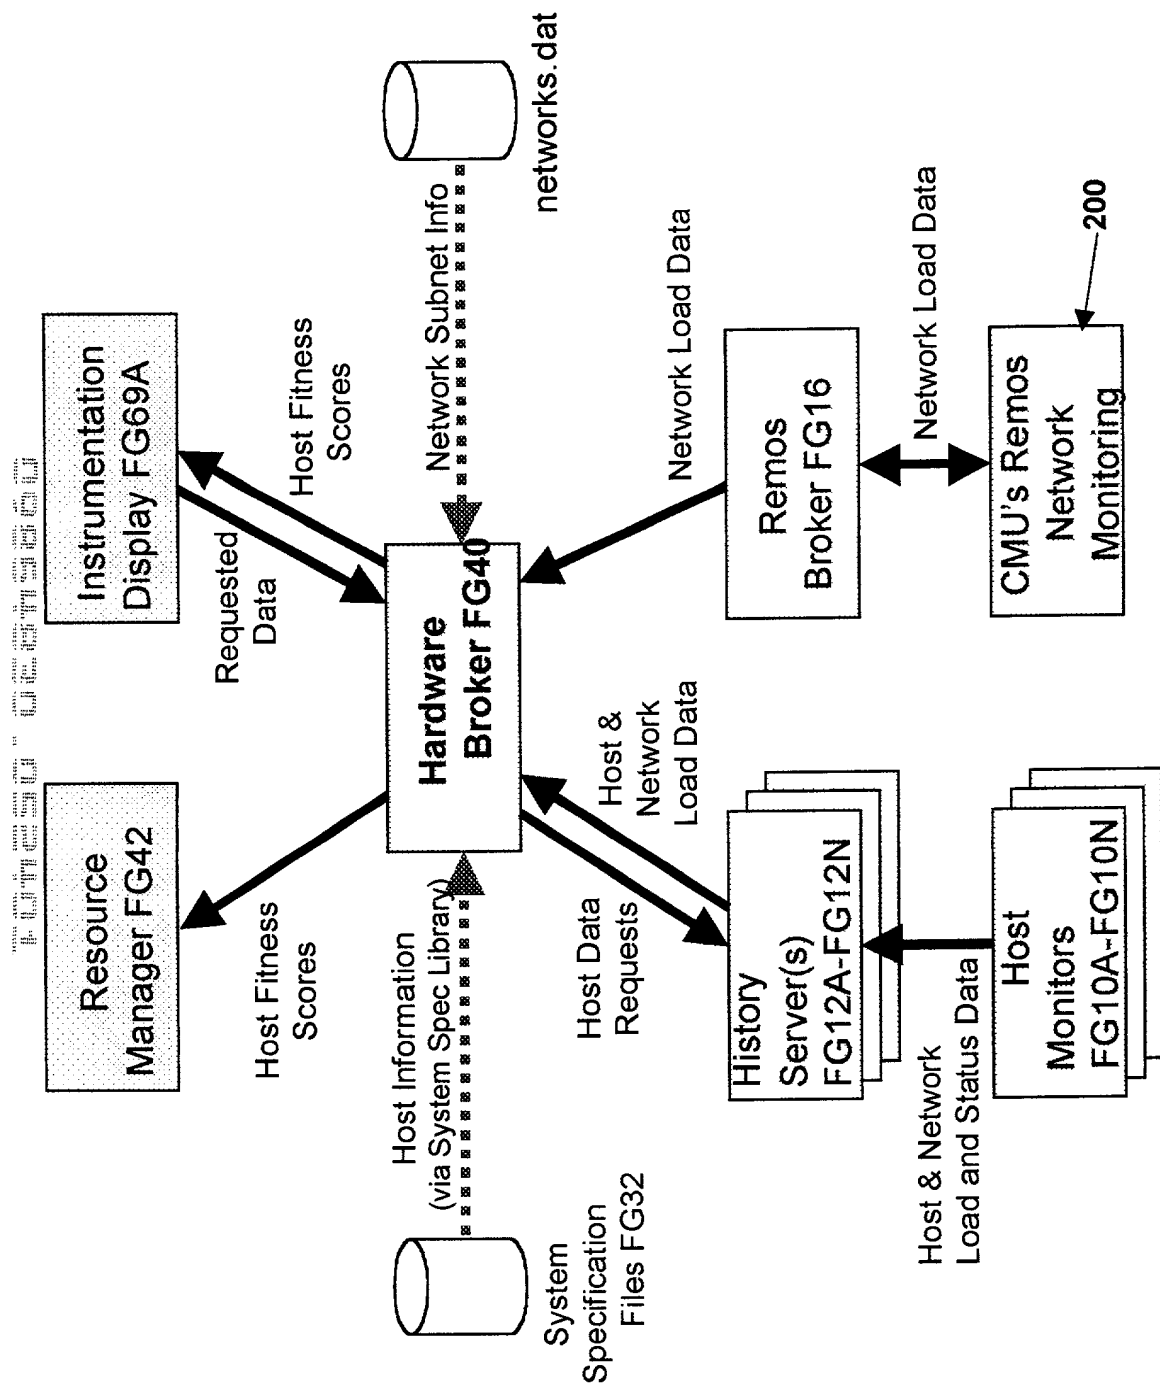 Resource
Manager FG42
Instrumentation
Display FG69A
Host Fitness
Scores
Requested
Data
Host Fitness
Scores
Host Information
(via System Spec Library)
Network Subnet Info
System
Specification
Files FG32
Hardware
Broker FG40
networks.dat
Host Data
Requests
Host &
Network
Load Data
Network Load Data
History
Server(s)
FG12A-FG12N
Remos
Broker FG16
Host & Network
Load and Status Data
Network Load Data
Host
Monitors
FG10A-FG10N
CMU's Remos
Network
Monitoring
200